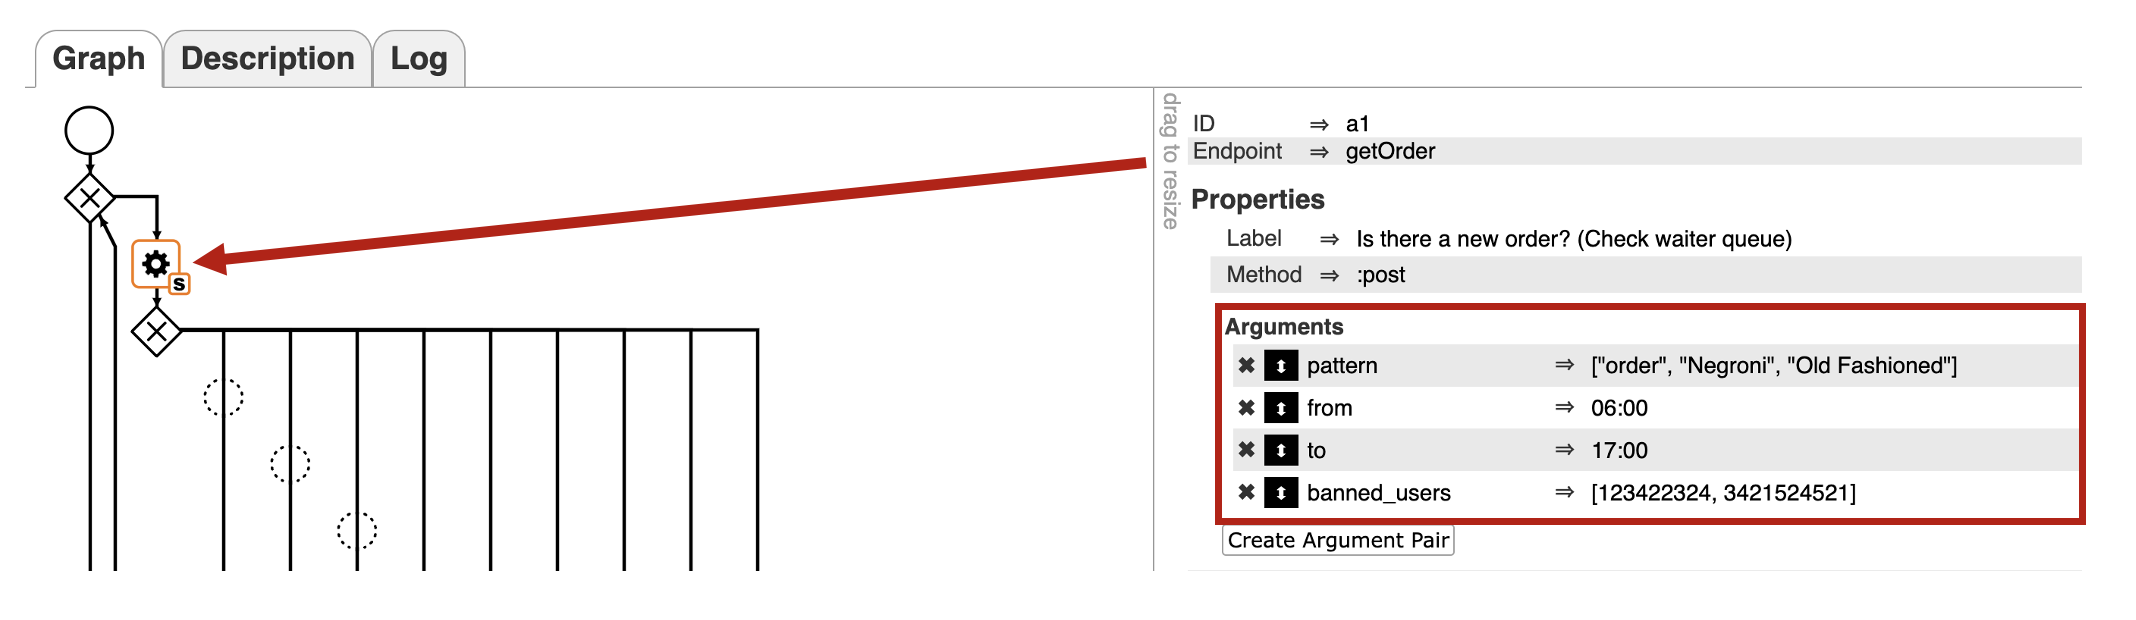 Graph Description Log
drag to resize
ID ⇒ a1
Endpoint ⇒ getOrder
Properties
Label ⇒ Is there a new order? (Check waiter queue)
Method ⇒ :post
s
Arguments
✖ pattern ⇒ ["order", "Negroni", "Old Fashioned"]
✖ from ⇒ 06:00
✖ to ⇒ 17:00
✖ banned_users ⇒ [123422324, 3421524521]
Create Argument Pair